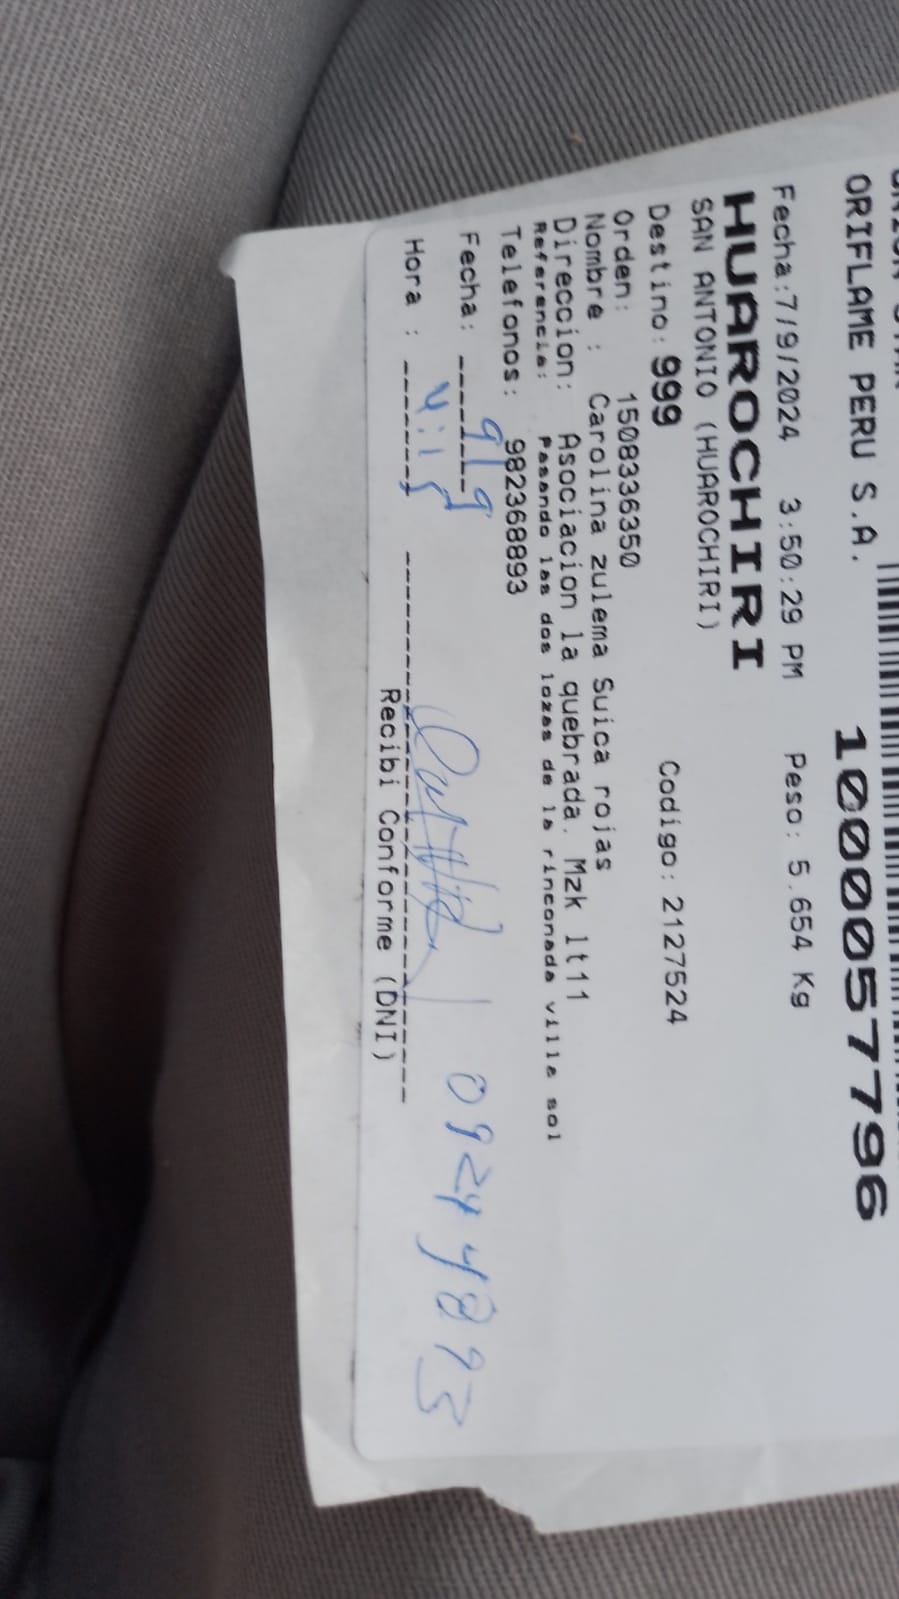 ORIFLAME PERU S.A. 1000057796
Fecha:7/9/2024 3:50:29 PM Peso: 5.654 Kg
HUAROCHIRI
SAN ANTONIO (HUAROCHIRI)
Destino: 999 Codigo: 2127524
Orden: 1508336350
Nombre : Carolina zulema Suica rojas
Direccion: Asociacion la quebrada. Mzk lt11
Referencia: Pasando las dos lozas de la rinconada villa sol
Telefonos: 982368893
Fecha: 9/9
Hora : 4:15
Recibi Conforme (DNI)